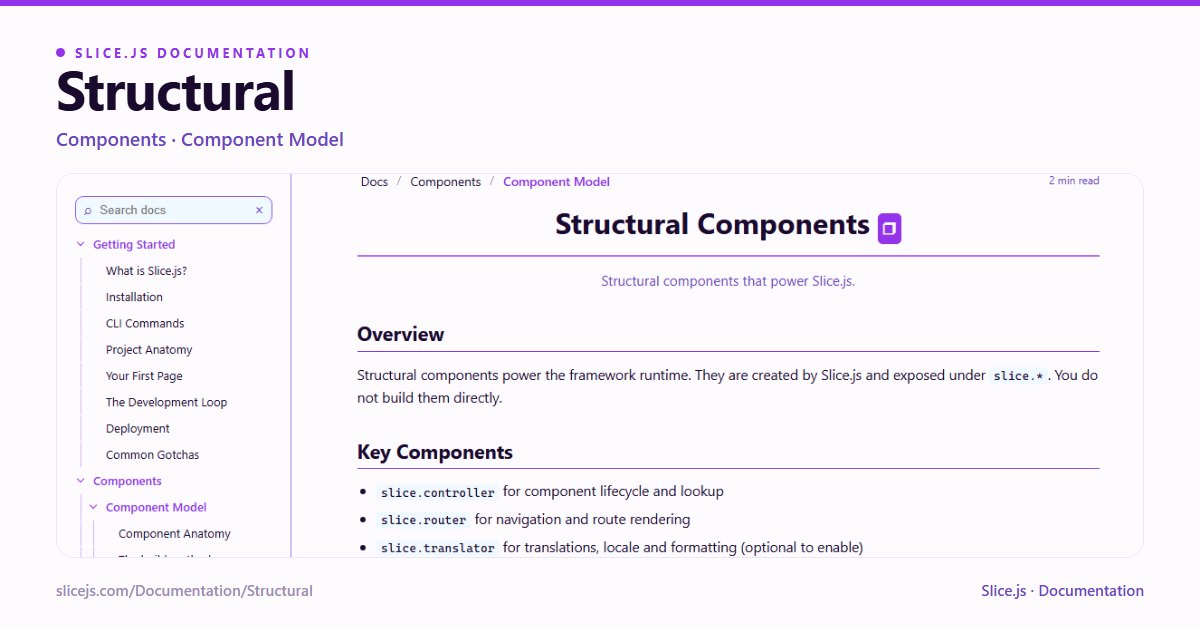 SLICE.JS DOCUMENTATION
Structural
Components · Component Model
Search docs
Getting Started
What is Slice.js?
Installation
CLI Commands
Project Anatomy
Your First Page
The Development Loop
Deployment
Common Gotchas
Components
Component Model
Component Anatomy
Docs / Components / Component Model
2 min read
Structural Components
Structural components that power Slice.js.
Overview
Structural components power the framework runtime. They are created by Slice.js and exposed under slice.* . You do
not build them directly.
Key Components
• slice.controller for component lifecycle and lookup
• slice.router for navigation and route rendering
• slice.translator for translations, locale and formatting (optional to enable)
slicejs.com/Documentation/Structural
Slice.js · Documentation